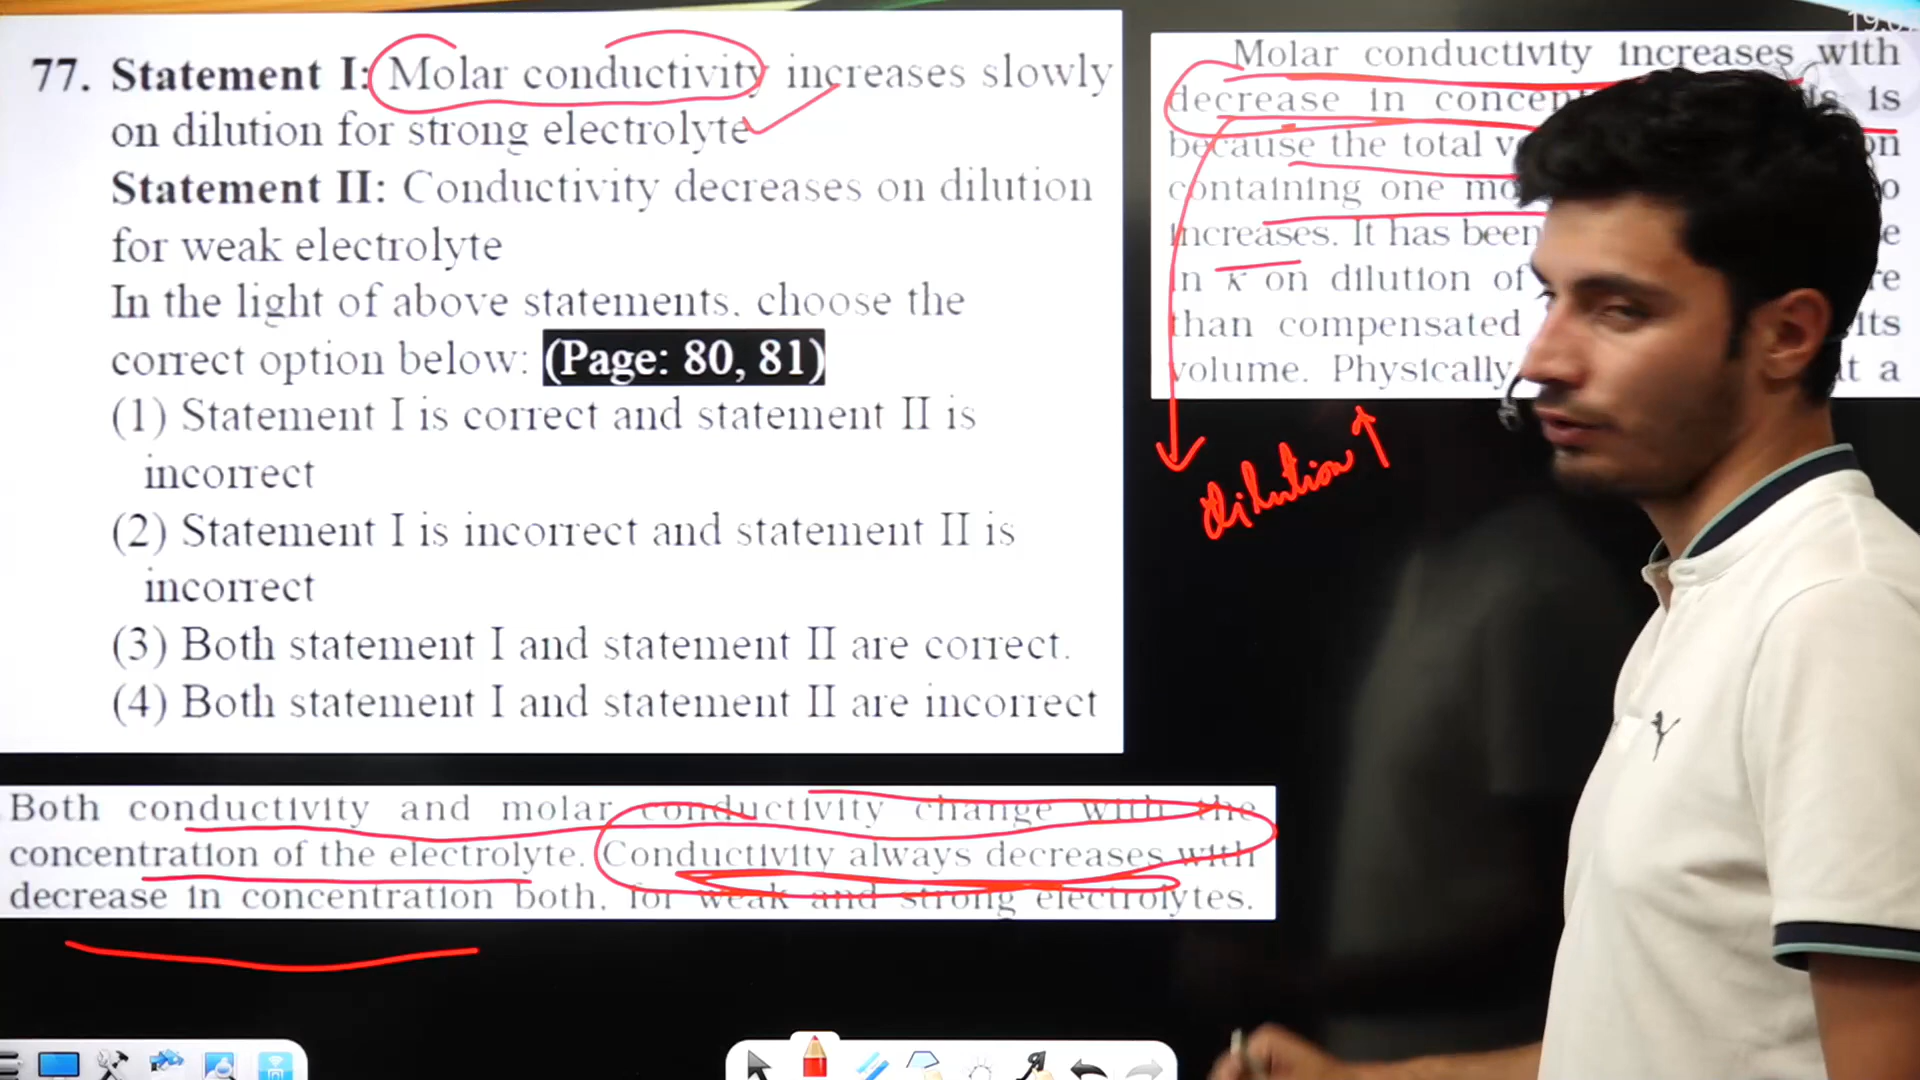 77. Statement I: Molar conductivity increases slowly
on dilution for strong electrolyte
Statement II: Conductivity decreases on dilution
for weak electrolyte
In the light of above statements, choose the
correct option below: (Page: 80, 81)
(1) Statement I is correct and statement II is
incorrect
(2) Statement I is incorrect and statement II is
incorrect
(3) Both statement I and statement II are correct.
(4) Both statement I and statement II are incorrect
Molar conductivity increases with
decrease in is
because the total
containing one
increases. It has been
in κ on dilution of
than compensated its
volume. Physically a
dilution ↑
Both conductivity and molar conductivity change with the
concentration of the electrolyte. Conductivity always decreases with
decrease in concentration both, for weak and strong electrolytes.